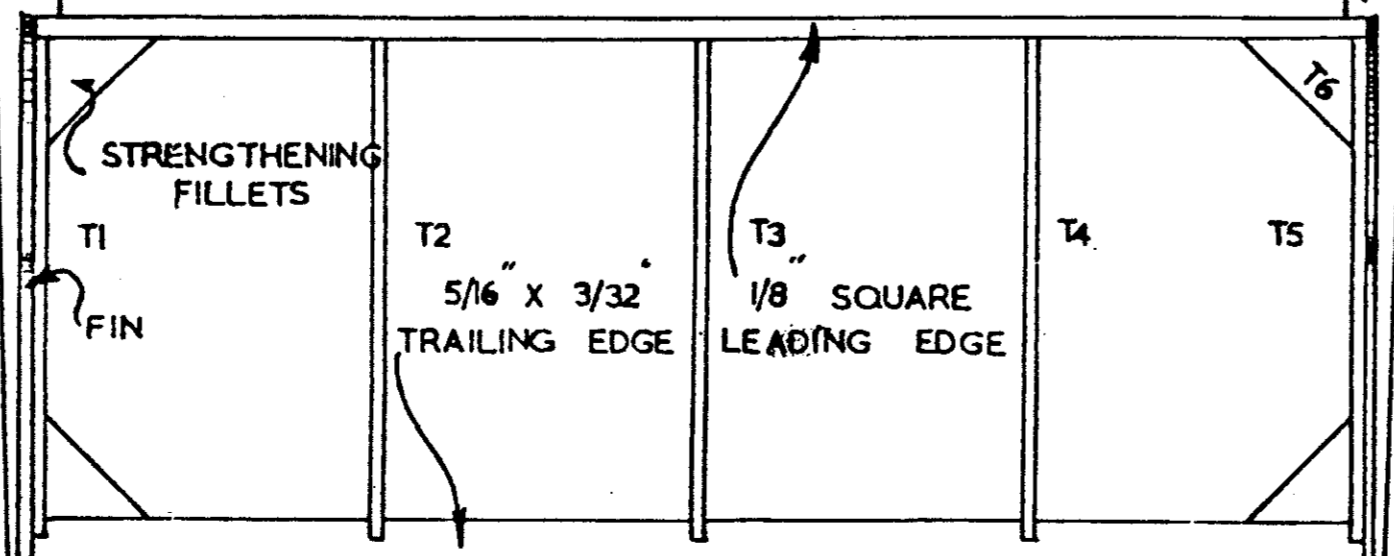 T6
STRENGTHENING
FILLETS
T1
T2
T3
T4
T5
5/16" X 3/32"
TRAILING EDGE
1/8" SQUARE
LEADING EDGE
FIN